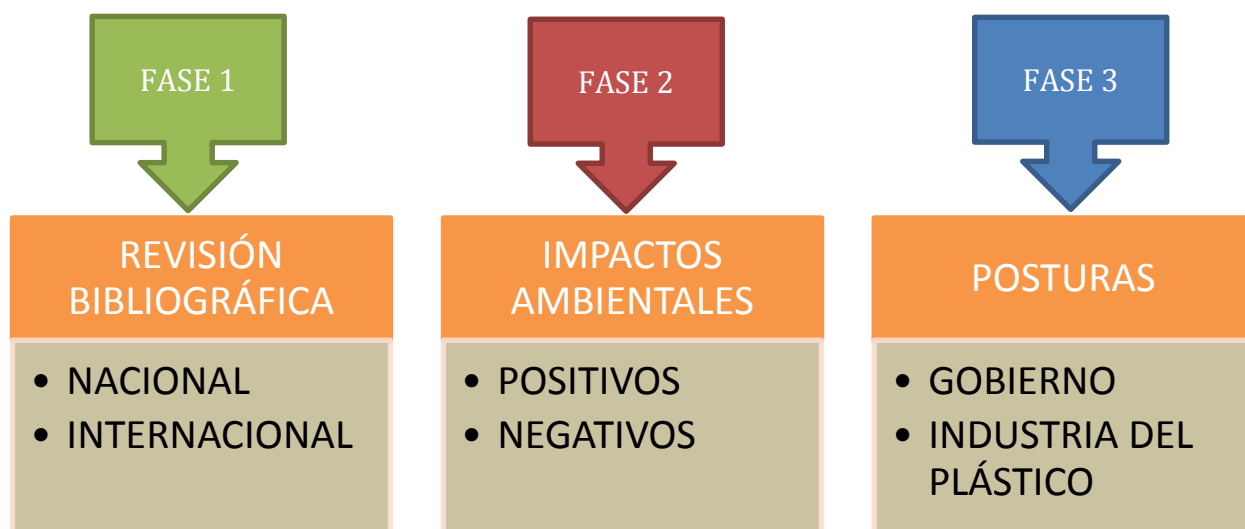 FASE 1
FASE 2
FASE 3
REVISIÓN
BIBLIOGRÁFICA
• NACIONAL
• INTERNACIONAL
IMPACTOS
AMBIENTALES
• POSITIVOS
• NEGATIVOS
POSTURAS
• GOBIERNO
• INDUSTRIA DEL
PLÁSTICO